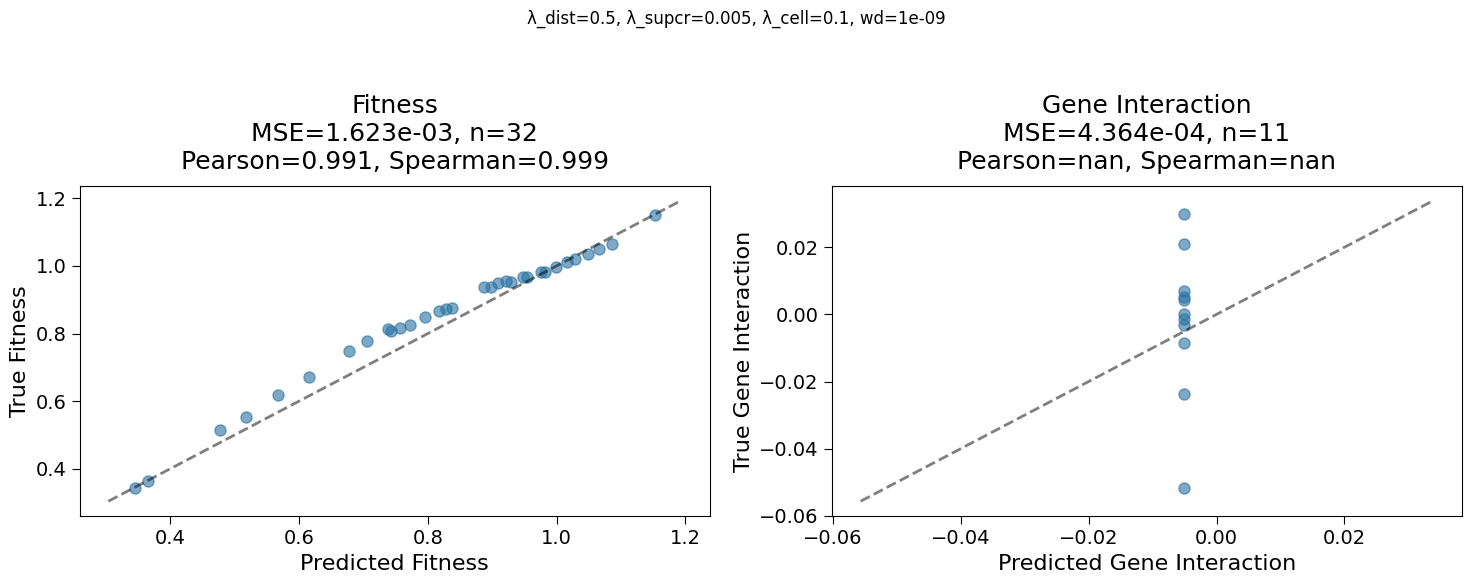 λ_dist=0.5, λ_supcr=0.005, λ_cell=0.1, wd=1e-09
Fitness
MSE=1.623e-03, n=32
Pearson=0.991, Spearman=0.999
1.2
1.0
0.8
0.6
0.4
True Fitness
0.4
0.6
0.8
1.0
1.2
Predicted Fitness
Gene Interaction
MSE=4.364e-04, n=11
Pearson=nan, Spearman=nan
0.02
0.00
−0.02
−0.04
−0.06
True Gene Interaction
−0.06
−0.04
−0.02
0.00
0.02
Predicted Gene Interaction